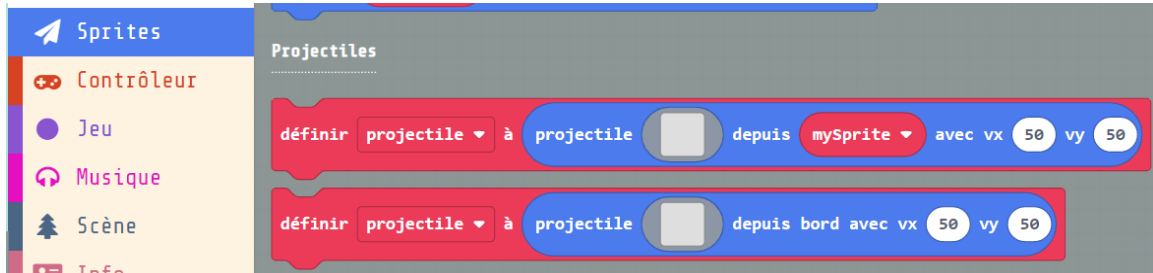 Sprites
Contrôleur
Jeu
Musique
Scène
Info
Projectiles
définir projectile à projectile depuis mySprite avec vx 50 vy 50
définir projectile à projectile depuis bord avec vx 50 vy 50